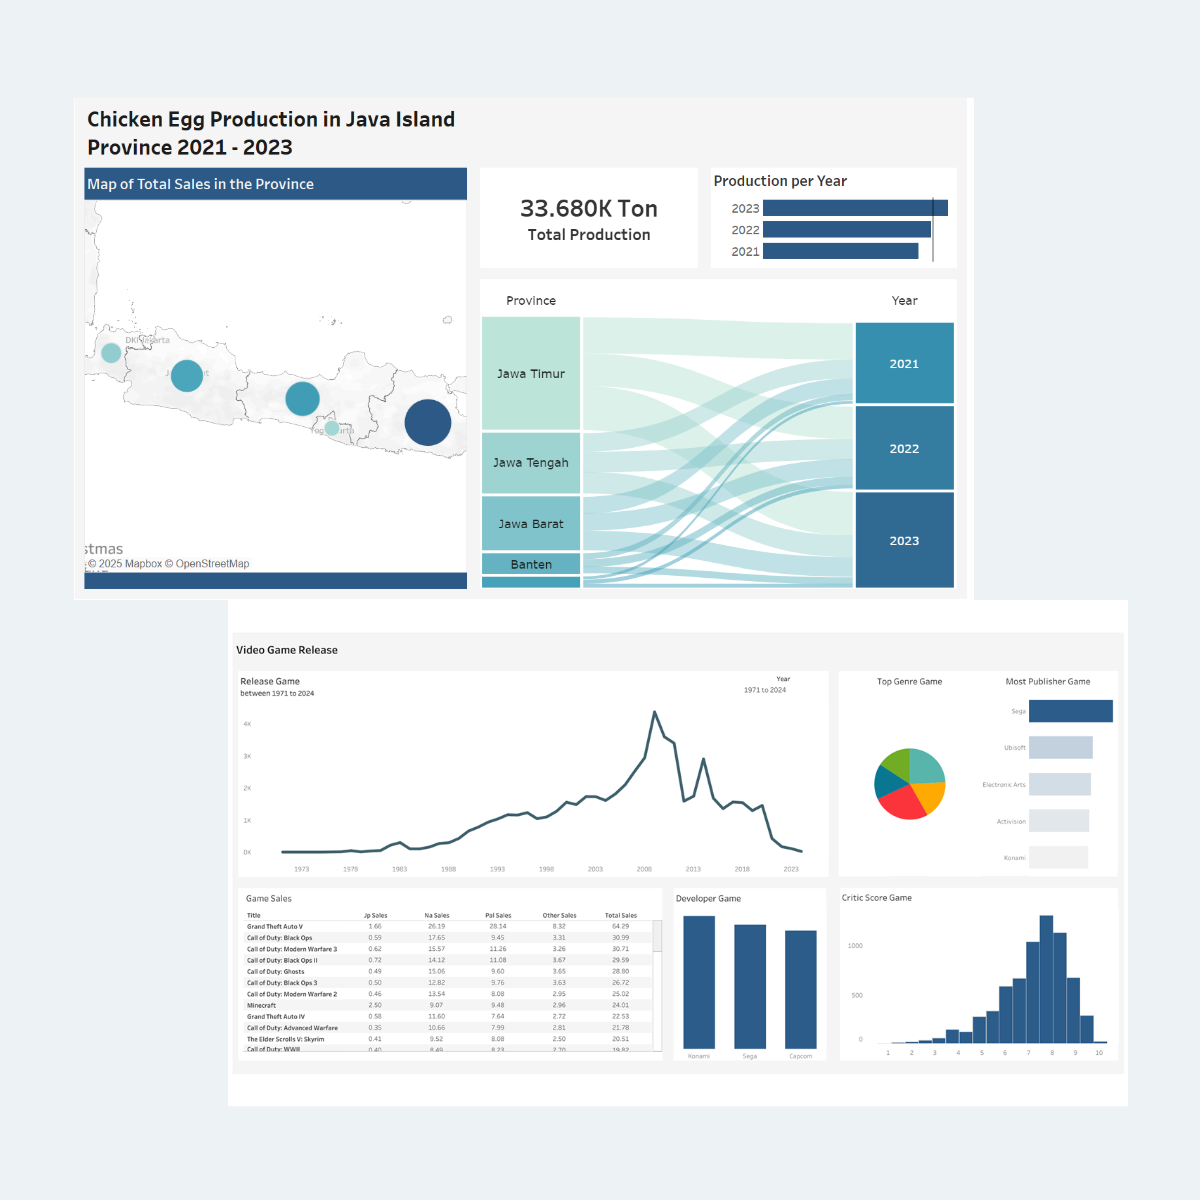 Chicken Egg Production in Java Island
Province 2021 - 2023
Map of Total Sales in the Province
DKI Jakarta
© 2025 Mapbox © OpenStreetMap
33.680K Ton
Total Production
Production per Year
2023
2022
2021
Province
Year
Jawa Timur
Jawa Tengah
Jawa Barat
Banten
2021
2022
2023
Video Game Release
Release Game
between 1971 to 2024
Year
1971 to 2024
4K
3K
2K
1K
0K
1973 1978 1983 1988 1993 1998 2003 2008 2013 2018 2023
Top Genre Game
Most Publisher Game
Sega
Ubisoft
Electronic Arts
Activision
Konami
Game Sales
Title Jp Sales Na Sales Pal Sales Other Sales Total Sales
Grand Theft Auto V 1.66 26.19 28.14 8.32 64.29
Call of Duty: Black Ops 0.59 17.65 9.45 3.31 30.99
Call of Duty: Modern Warfare 3 0.62 15.57 11.26 3.26 30.71
Call of Duty: Black Ops II 0.72 14.12 11.08 3.67 29.59
Call of Duty: Ghosts 0.49 15.06 9.60 3.65 28.80
Call of Duty: Black Ops 3 0.50 12.82 9.76 3.63 26.72
Call of Duty: Modern Warfare 2 0.46 13.54 8.08 2.95 25.02
Minecraft 2.50 9.07 9.48 2.96 24.01
Grand Theft Auto IV 0.58 11.60 7.64 2.72 22.53
Call of Duty: Advanced Warfare 0.35 10.66 7.99 2.81 21.78
The Elder Scrolls V: Skyrim 0.41 9.52 8.08 2.50 20.51
Call of Duty: WWII 0.40 8.49 8.23 2.70 19.82
Developer Game
Konami Sega Capcom
Critic Score Game
1000
500
0
1 2 3 4 5 6 7 8 9 10